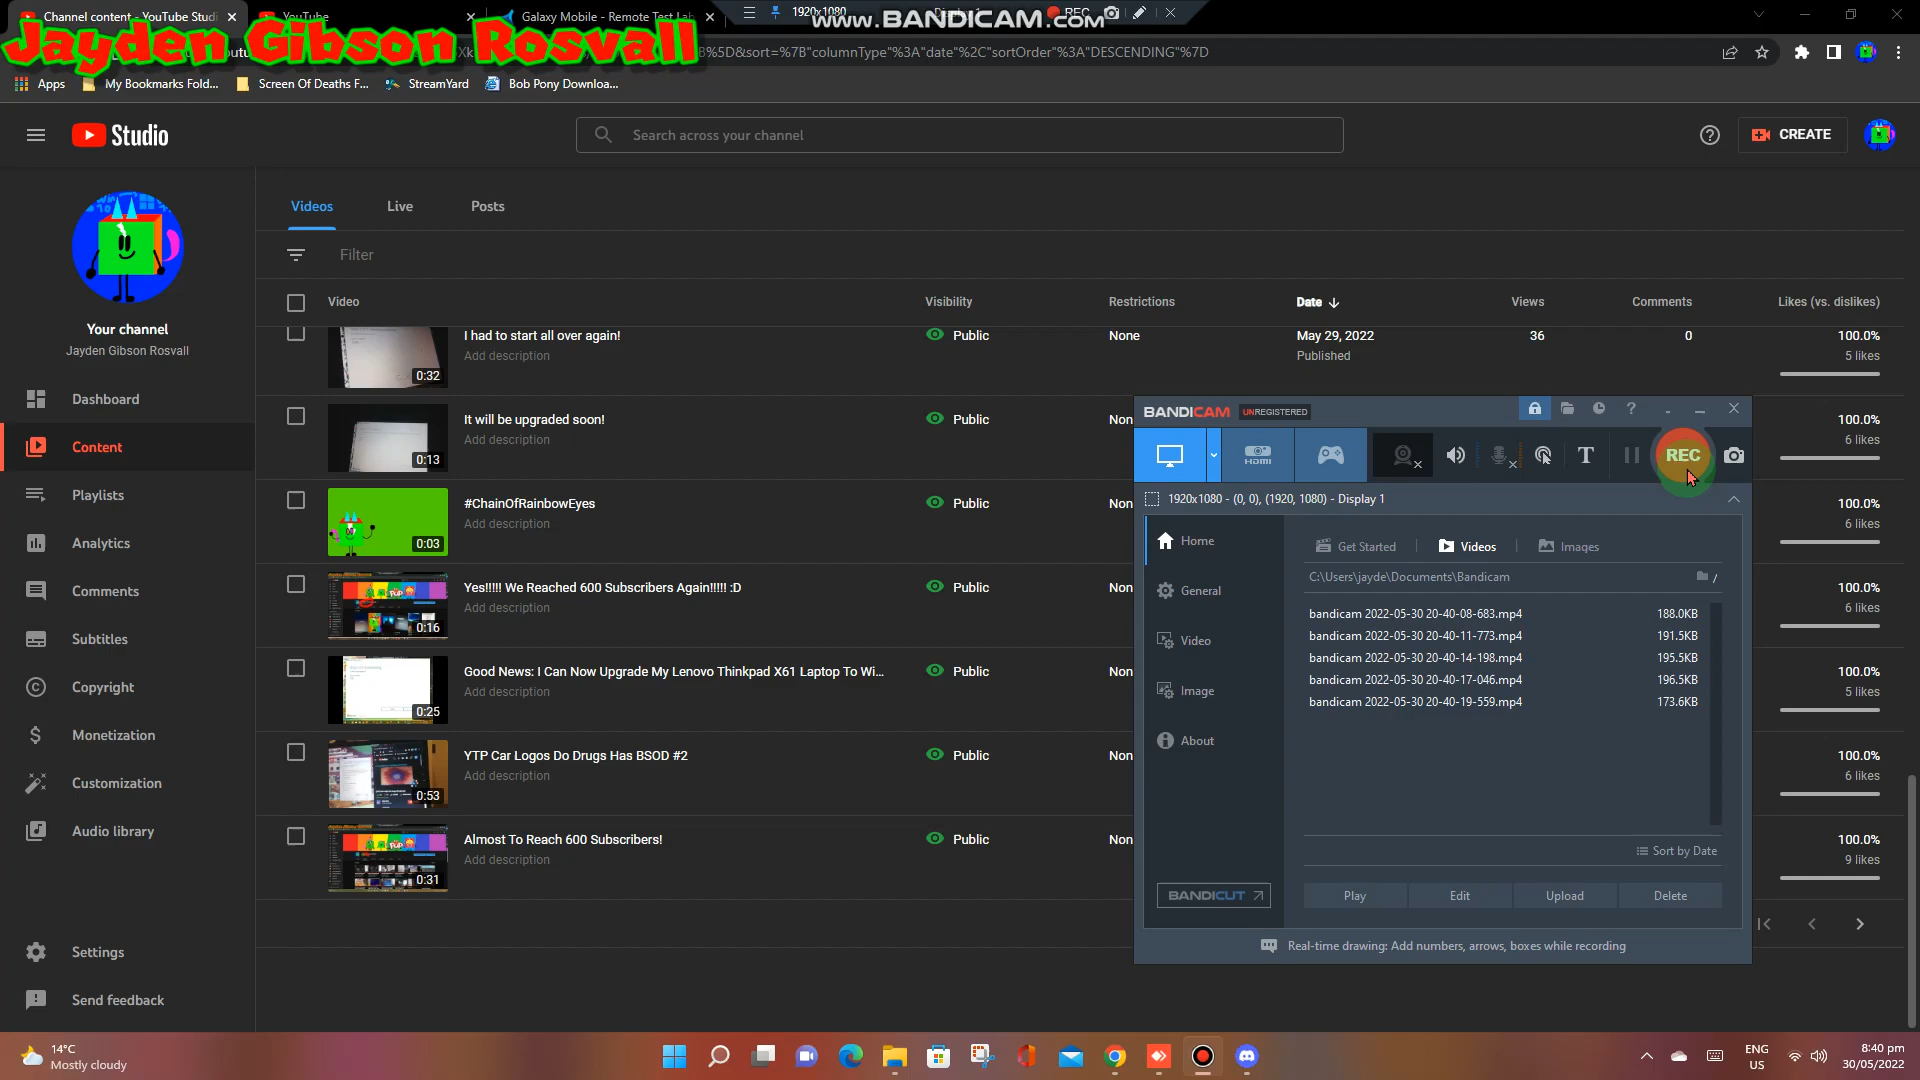 Channel content - YouTube Studi
YouTube
Galaxy Mobile - Remote Test Lab
1920x1080
www.BANDICAM.com
REC
Jayden Gibson Rosvall
B%5D&sort=%7B"columnType"%3A"date"%2C"sortOrder"%3A"DESCENDING"%7D
Apps
My Bookmarks Fold...
Screen Of Deaths F...
StreamYard
Bob Pony Downloa...
Studio
Search across your channel
CREATE
Your channel
Jayden Gibson Rosvall
Dashboard
Content
Playlists
Analytics
Comments
Subtitles
Copyright
Monetization
Customization
Audio library
Settings
Send feedback
Videos
Live
Posts
Filter
Video
Visibility
Restrictions
Date
Views
Comments
Likes (vs. dislikes)
I had to start all over again!
Add description
0:32
Public
None
May 29, 2022
Published
36
0
100.0%
5 likes
It will be upgraded soon!
Add description
0:13
Public
100.0%
6 likes
#ChainOfRainbowEyes
Add description
0:03
Public
Non
100.0%
6 likes
Yes!!!!! We Reached 600 Subscribers Again!!!!! :D
Add description
0:16
Public
Non
100.0%
6 likes
Good News: I Can Now Upgrade My Lenovo Thinkpad X61 Laptop To Wi...
Add description
0:25
Public
Non
100.0%
5 likes
YTP Car Logos Do Drugs Has BSOD #2
Add description
0:53
Public
Non
100.0%
6 likes
Almost To Reach 600 Subscribers!
Add description
0:31
Public
Non
100.0%
9 likes
BANDICAM UNREGISTERED
HDMI
REC
1920x1080 - (0, 0), (1920, 1080) - Display 1
Home
General
Video
Image
About
BANDICUT
Get Started
Videos
Images
C:\Users\jayde\Documents\Bandicam
/
bandicam 2022-05-30 20-40-08-683.mp4 188.0KB
bandicam 2022-05-30 20-40-11-773.mp4 191.5KB
bandicam 2022-05-30 20-40-14-198.mp4 195.5KB
bandicam 2022-05-30 20-40-17-046.mp4 196.5KB
bandicam 2022-05-30 20-40-19-559.mp4 173.6KB
Sort by Date
Play
Edit
Upload
Delete
Real-time drawing: Add numbers, arrows, boxes while recording
14°C
Mostly cloudy
ENG
US
8:40 pm
30/05/2022